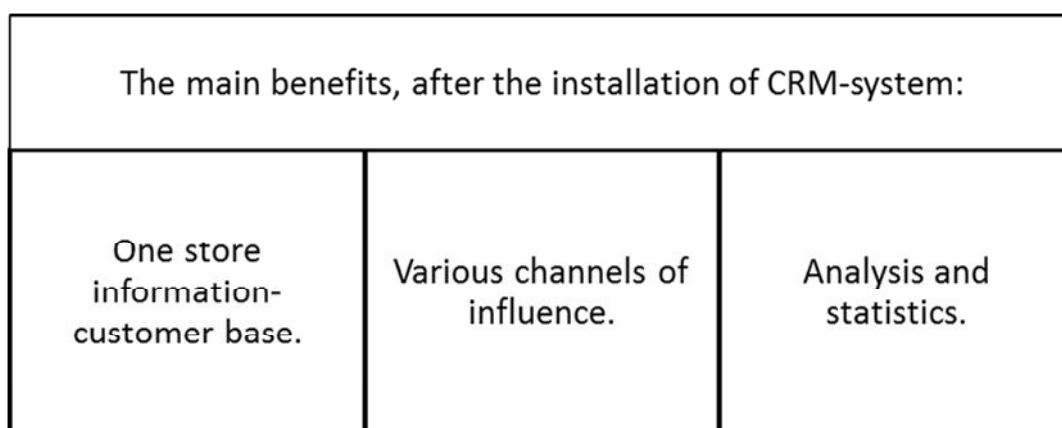 The main benefits, after the installation of CRM-system:
One store
information-
customer base.
Various channels of
influence.
Analysis and
statistics.